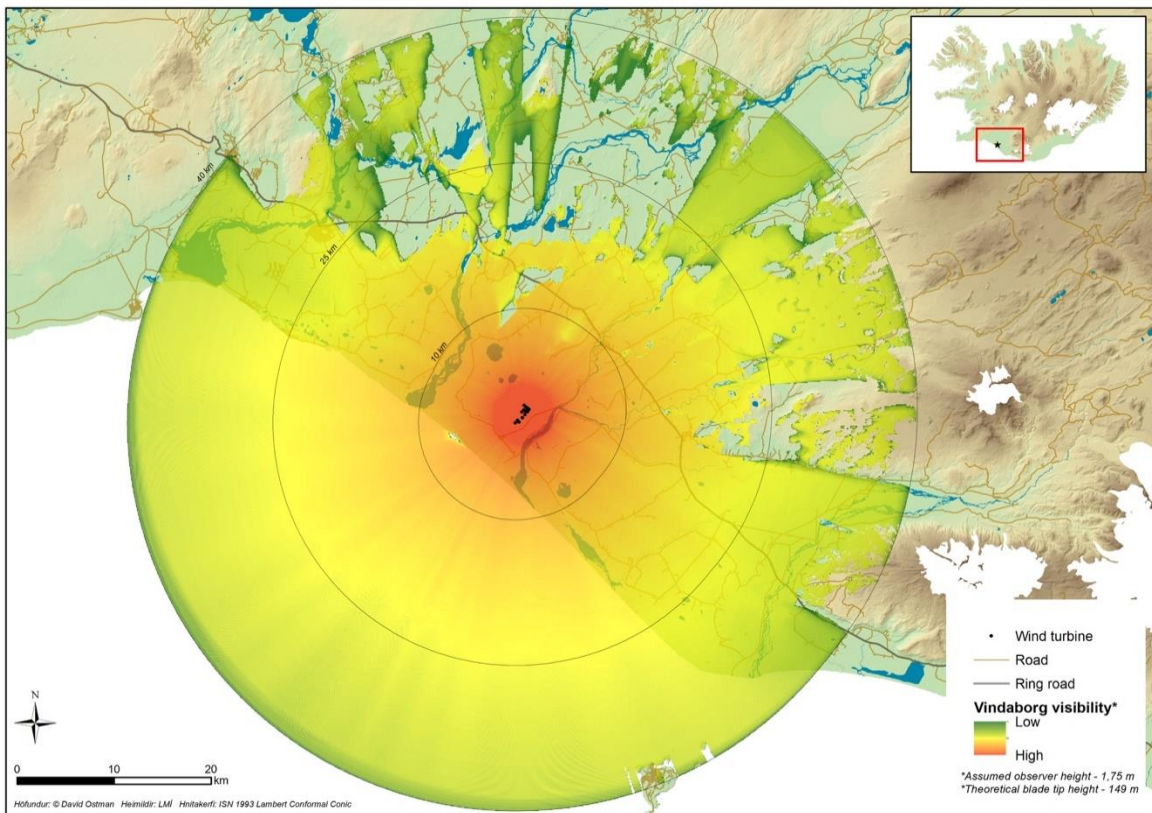 40 km
25 km
10 km
N
0 10 20
km
Wind turbine
Road
Ring road
Vindaborg visibility*
Low
High
*Assumed observer height - 1,75 m
*Theoretical blade tip height - 149 m
Höfundur: © David Ostman Heimildir: LMÍ Hnitakerfi: ISN 1993 Lambert Conformal Conic